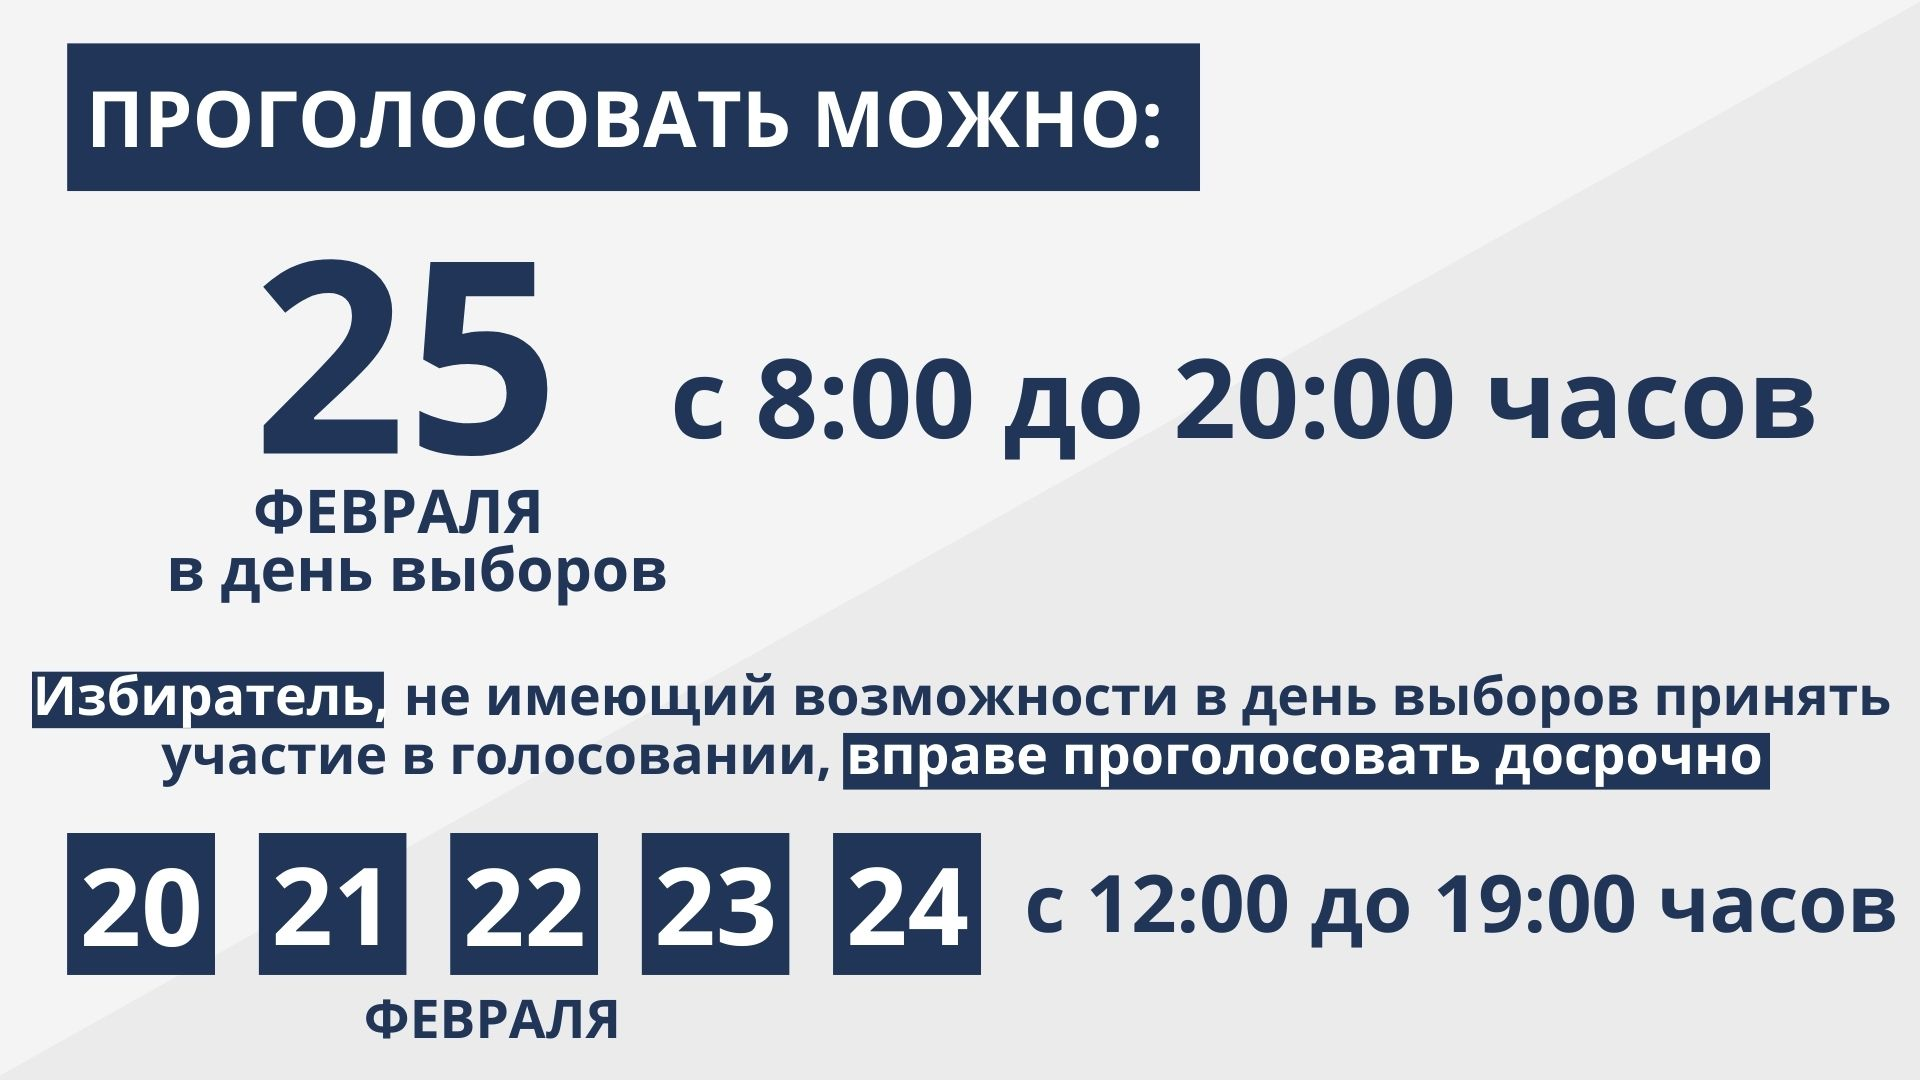 ПРОГОЛОСОВАТЬ МОЖНО:
25
с 8:00 до 20:00 часов
ФЕВРАЛЯ
в день выборов
Избиратель, не имеющий возможности в день выборов принять
участие в голосовании, вправе проголосовать досрочно
20 21 22 23 24 с 12:00 до 19:00 часов
ФЕВРАЛЯ